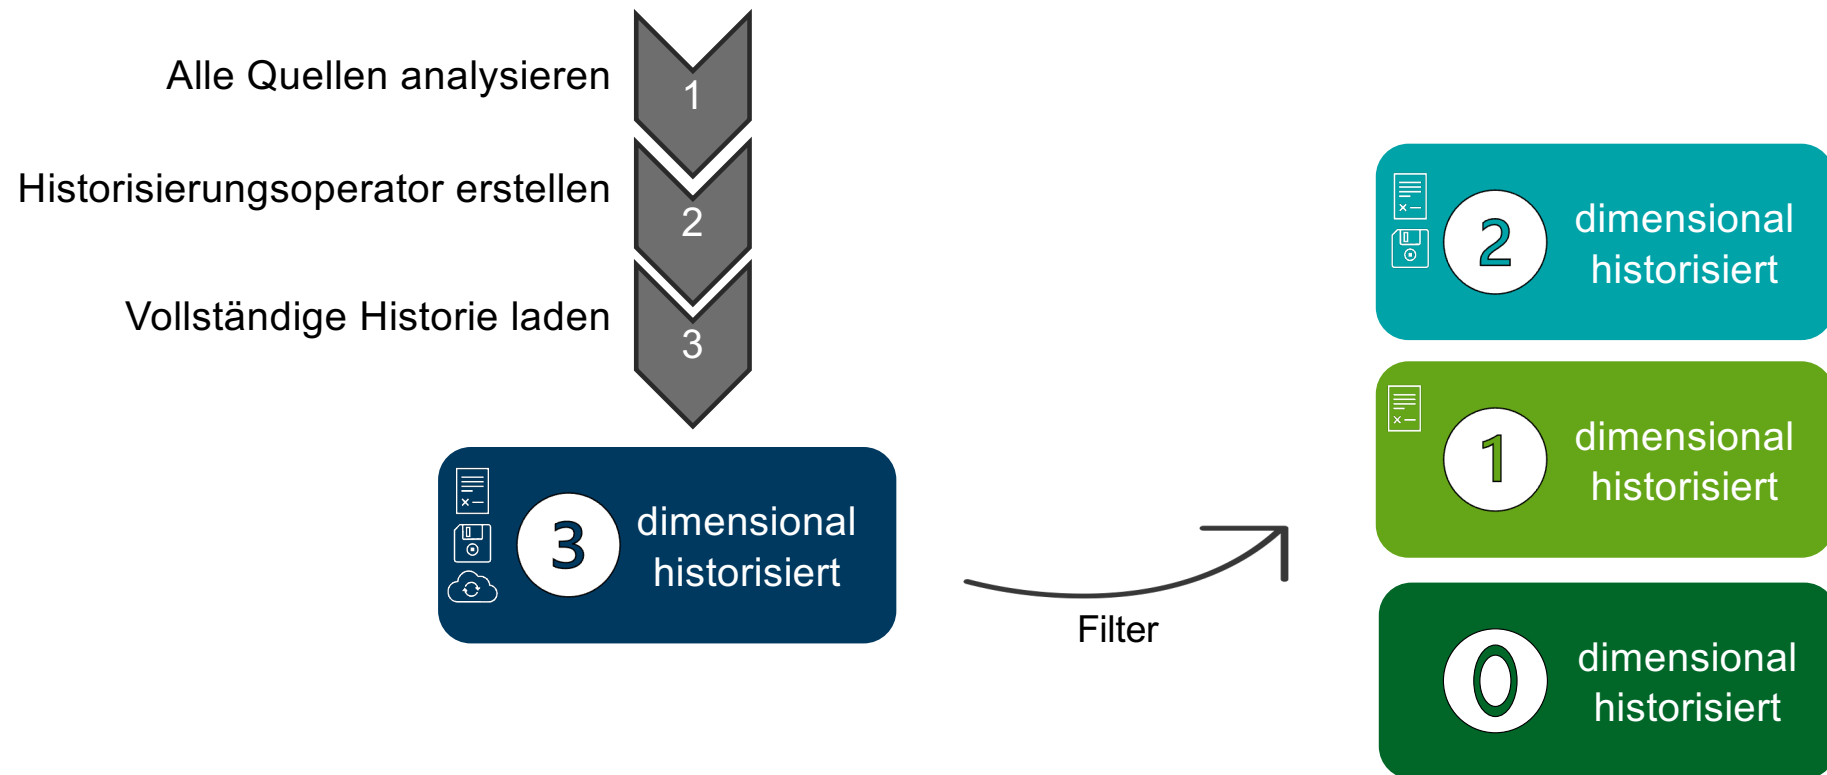 Alle Quellen analysieren
1
Historisierungsoperator erstellen
2
Vollständige Historie laden
3
3
dimensional
historisiert
Filter
2
dimensional
historisiert
1
dimensional
historisiert
0
dimensional
historisiert